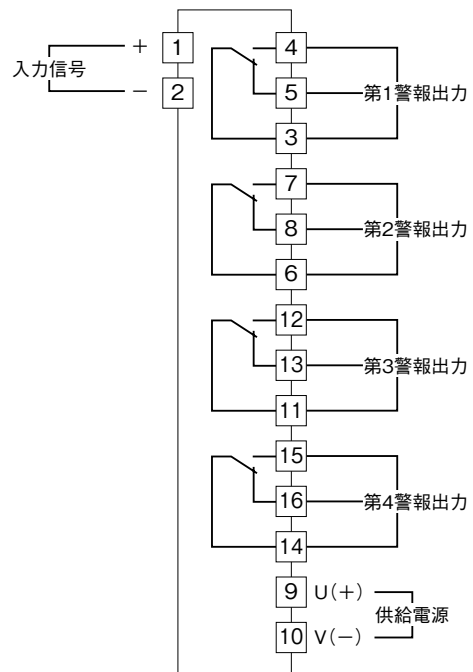 入力信号
+ 1
− 2
4
5 第1警報出力
3
7
8 第2警報出力
6
12
13 第3警報出力
11
15
16 第4警報出力
14
9 U(+)
供給電源
10 V(−)